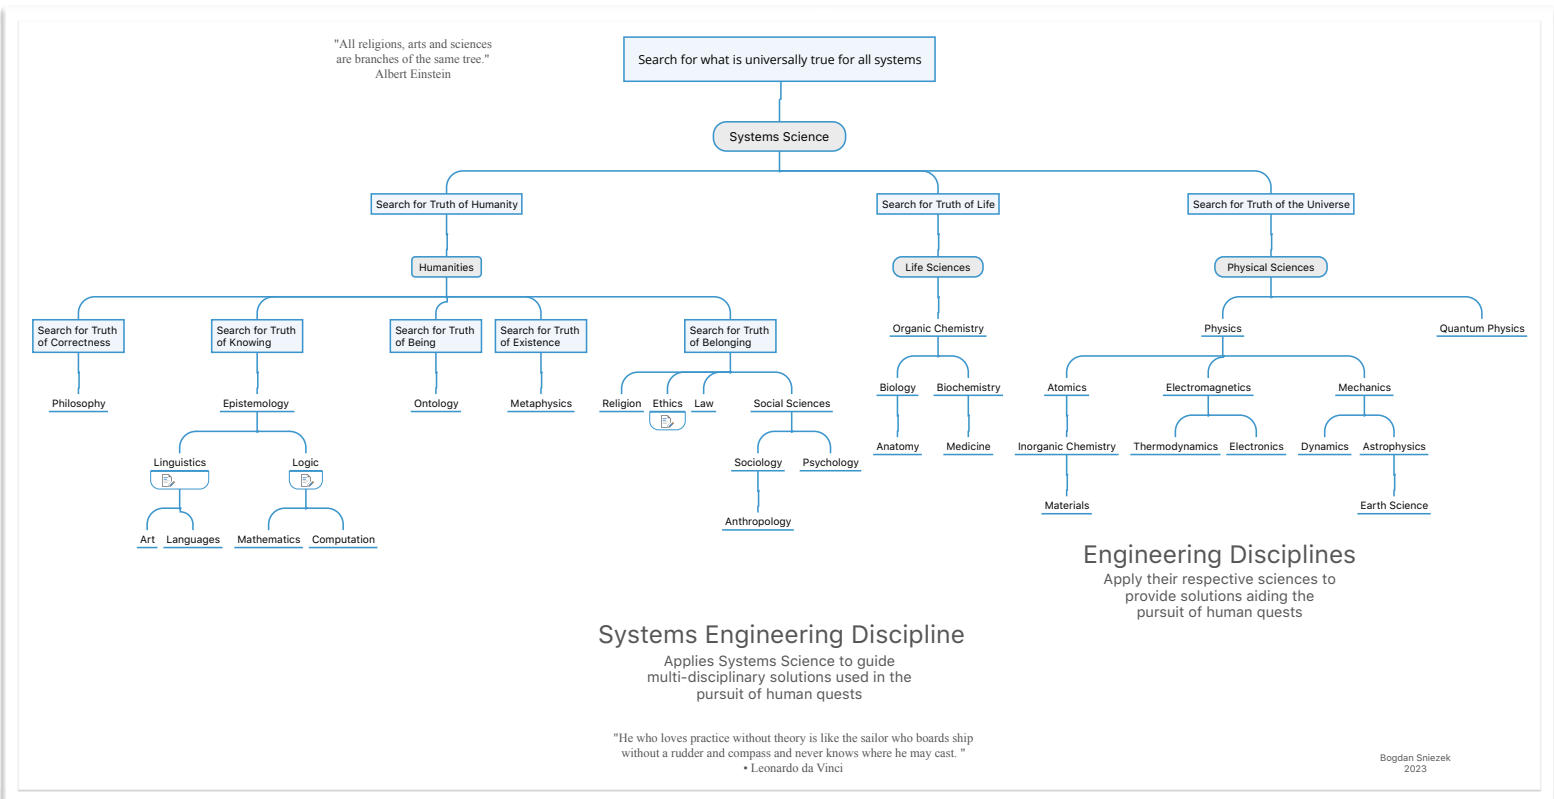 "All religions, arts and sciences
are branches of the same tree."
Albert Einstein
Search for what is universally true for all systems
Systems Science
Search for Truth of Humanity
Search for Truth of Life
Search for Truth of the Universe
Humanities
Life Sciences
Physical Sciences
Search for Truth
of Correctness
Search for Truth
of Knowing
Search for Truth
of Being
Search for Truth
of Existence
Search for Truth
of Belonging
Organic Chemistry
Physics
Quantum Physics
Biology
Biochemistry
Atomics
Electromagnetics
Mechanics
Philosophy
Epistemology
Ontology
Metaphysics
Religion
Ethics
Law
Social Sciences
Anatomy
Medicine
Inorganic Chemistry
Thermodynamics
Electronics
Dynamics
Astrophysics
Linguistics
Logic
Sociology
Psychology
Materials
Earth Science
Anthropology
Art
Languages
Mathematics
Computation
Engineering Disciplines
Apply their respective sciences to
provide solutions aiding the
pursuit of human quests
Systems Engineering Discipline
Applies Systems Science to guide
multi-disciplinary solutions used in the
pursuit of human quests
"He who loves practice without theory is like the sailor who boards ship
without a rudder and compass and never knows where he may cast. "
• Leonardo da Vinci
Bogdan Sniezek
2023